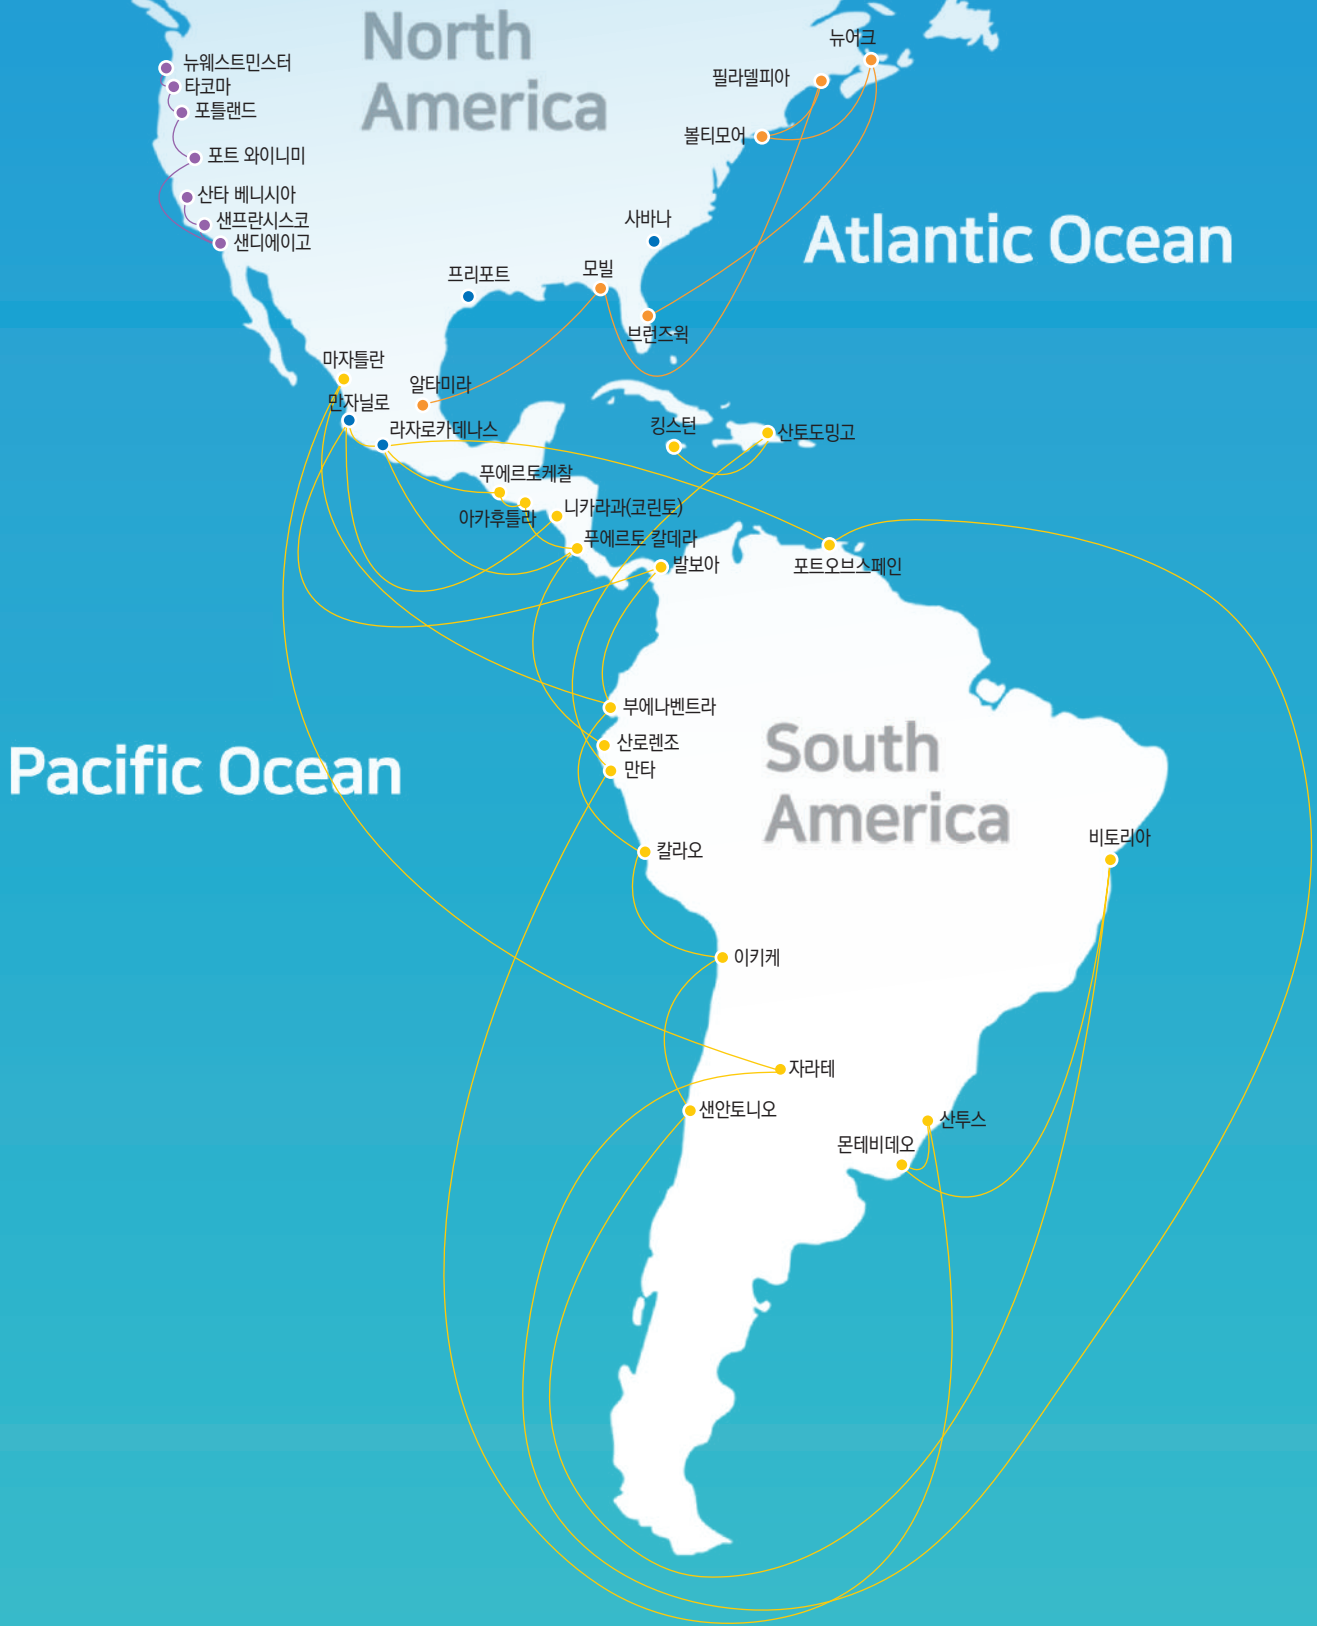 North
America
뉴어크
뉴웨스트민스터
필라델피아
타코마
포틀랜드
볼티모어
포트 와이니미
산타 베니시아
샌프란시스코
사바나
샌디에이고
Atlantic Ocean
프리포트
모빌
브런즈윅
마자틀란
알타미라
만자닐로
라자로카데나스
킹스턴
산토도밍고
푸에르토케찰
아카후틀라
니카라과(코린토)
푸에르토 칼데라
발보아
포트오브스페인
부에나벤트라
산로렌조
만타
Pacific Ocean
South
America
비토리아
칼라오
이키케
자라테
샌안토니오
산투스
몬테비데오